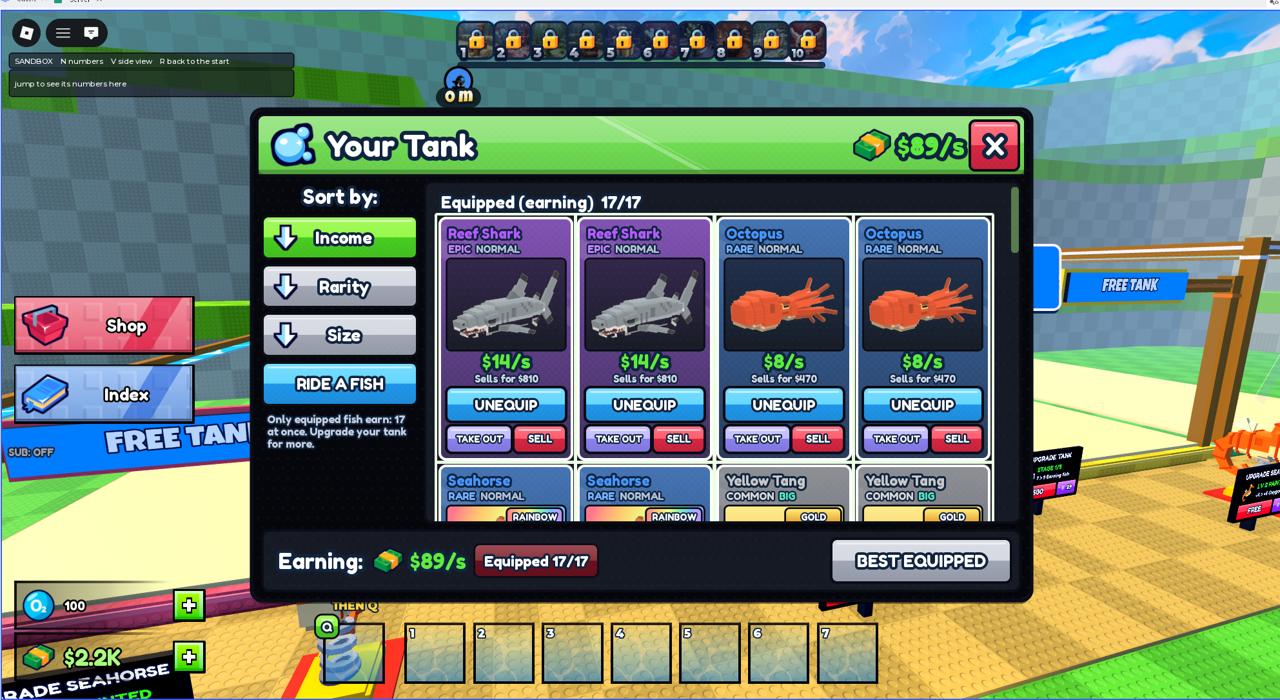 SANDBOX N numbers V side view R back to the start
jump to see its numbers here
1 2 3 4 5 6 7 8 9 10
0 m
Your Tank
$89/s
X
Sort by:
Income
Rarity
Size
RIDE A FISH
Only equipped fish earn: 17
at once. Upgrade your tank
for more.
Equipped (earning) 17/17
Reef Shark
EPIC NORMAL
$14/s
Sells for $810
UNEQUIP
TAKE OUT
SELL
Reef Shark
EPIC NORMAL
$14/s
Sells for $810
UNEQUIP
TAKE OUT
SELL
Octopus
RARE NORMAL
$8/s
Sells for $470
UNEQUIP
TAKE OUT
SELL
Octopus
RARE NORMAL
$8/s
Sells for $470
UNEQUIP
TAKE OUT
SELL
Seahorse
RARE NORMAL
RAINBOW
Seahorse
RARE NORMAL
RAINBOW
Yellow Tang
COMMON BIG
GOLD
Yellow Tang
COMMON BIG
GOLD
Earning: $89/s
Equipped 17/17
BEST EQUIPPED
Shop
Index
FREE TANK
SUB: OFF
FREE TANK
UPGRADE TANK
STAGE 1/5
FREE
O2 100
$2.2K
THEN Q
Q
1 2 3 4 5 6 7
RADE SEAHORSE